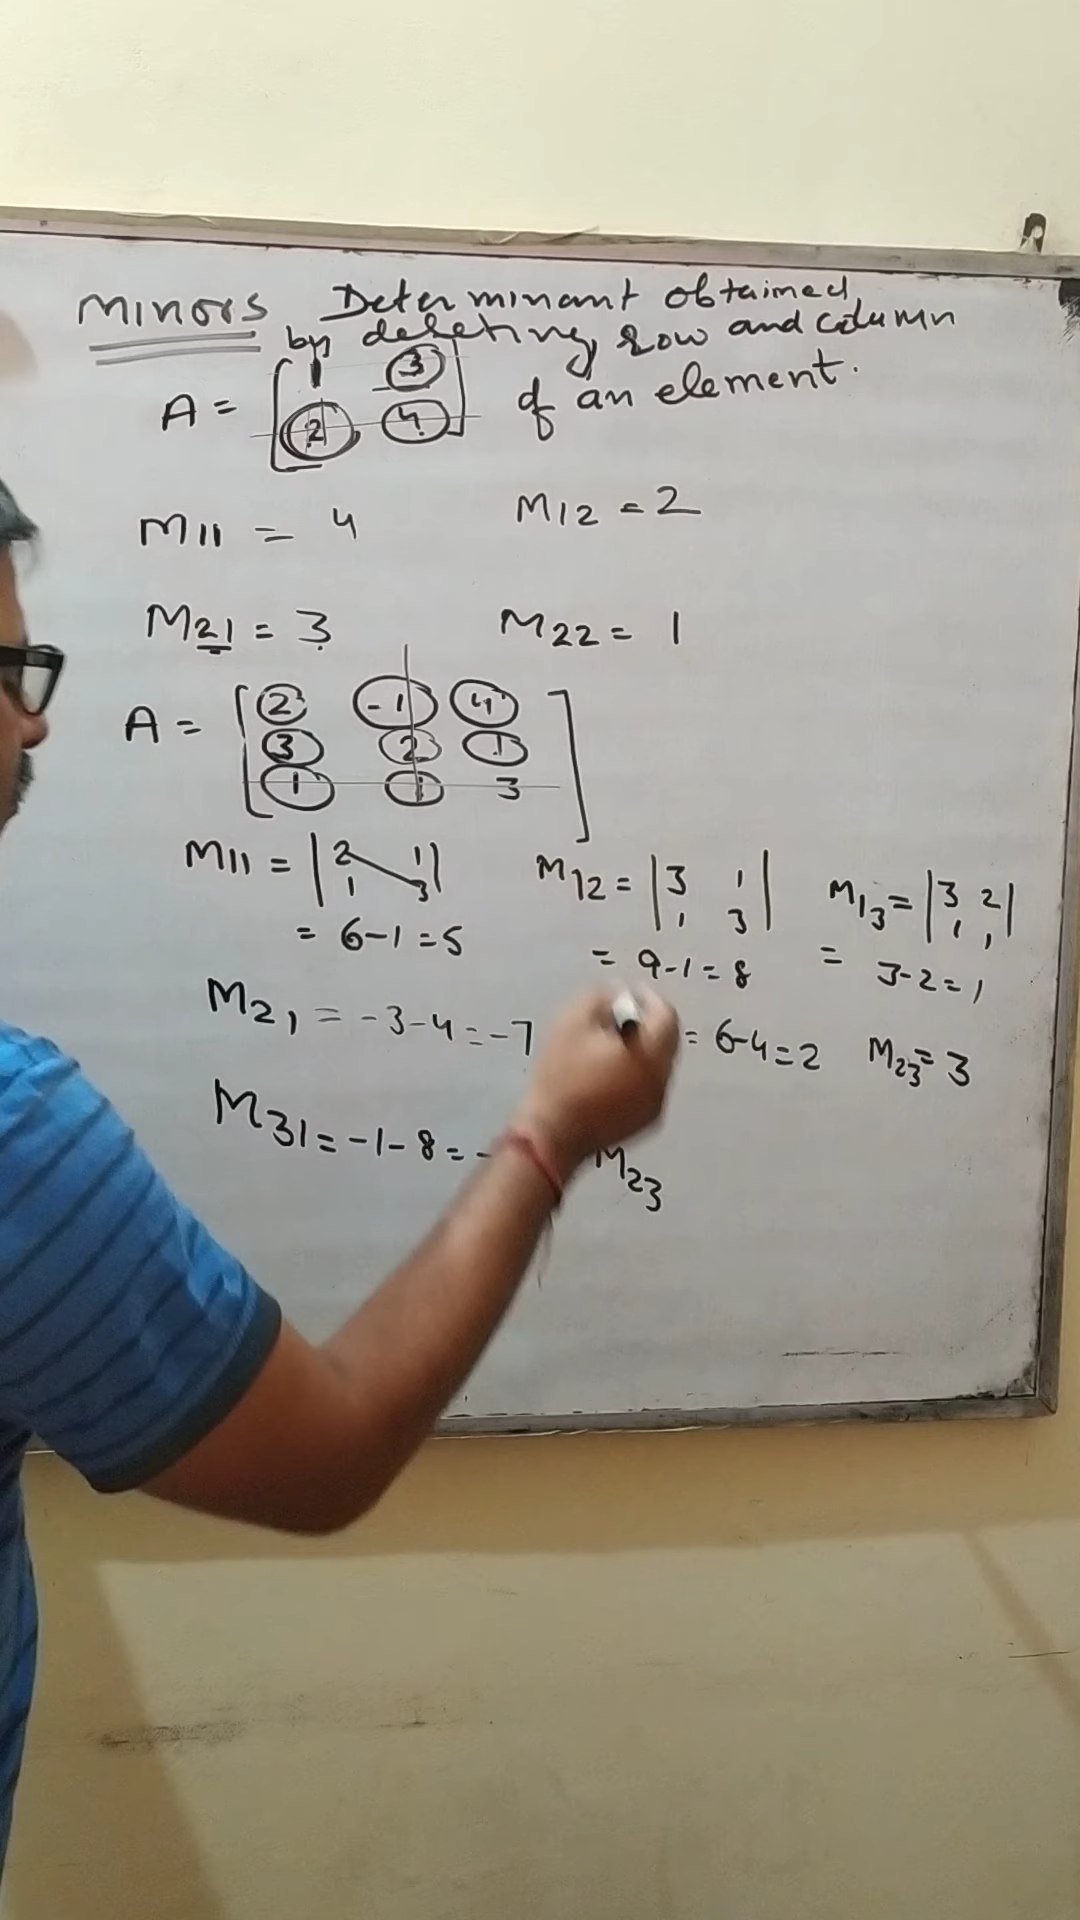 Minors Determinant obtained
by deleting row and column
of an element.
A = [ 1 3
2 4 ]
M11 = 4 M12 = 2
M21 = 3 M22 = 1
A = [ 2 -1 4
3 2 1
1 1 3 ]
M11 = | 2 1 | M12 = | 3 1 | M13 = | 3 2 |
| 1 3 | | 1 3 | | 1 1 |
= 6-1=5 = 9-1=8 = 3-2=1
M21 = -3-4=-7 = 6-4=2 M23= 3
M31= -1-8= - M23